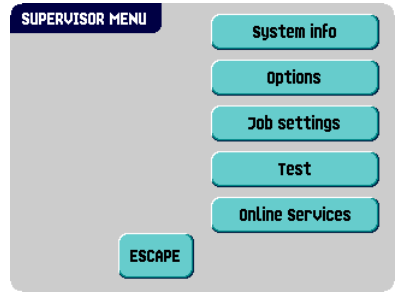 SUPERVISOR MENU
System info
Options
Job settings
Test
Online Services
ESCAPE